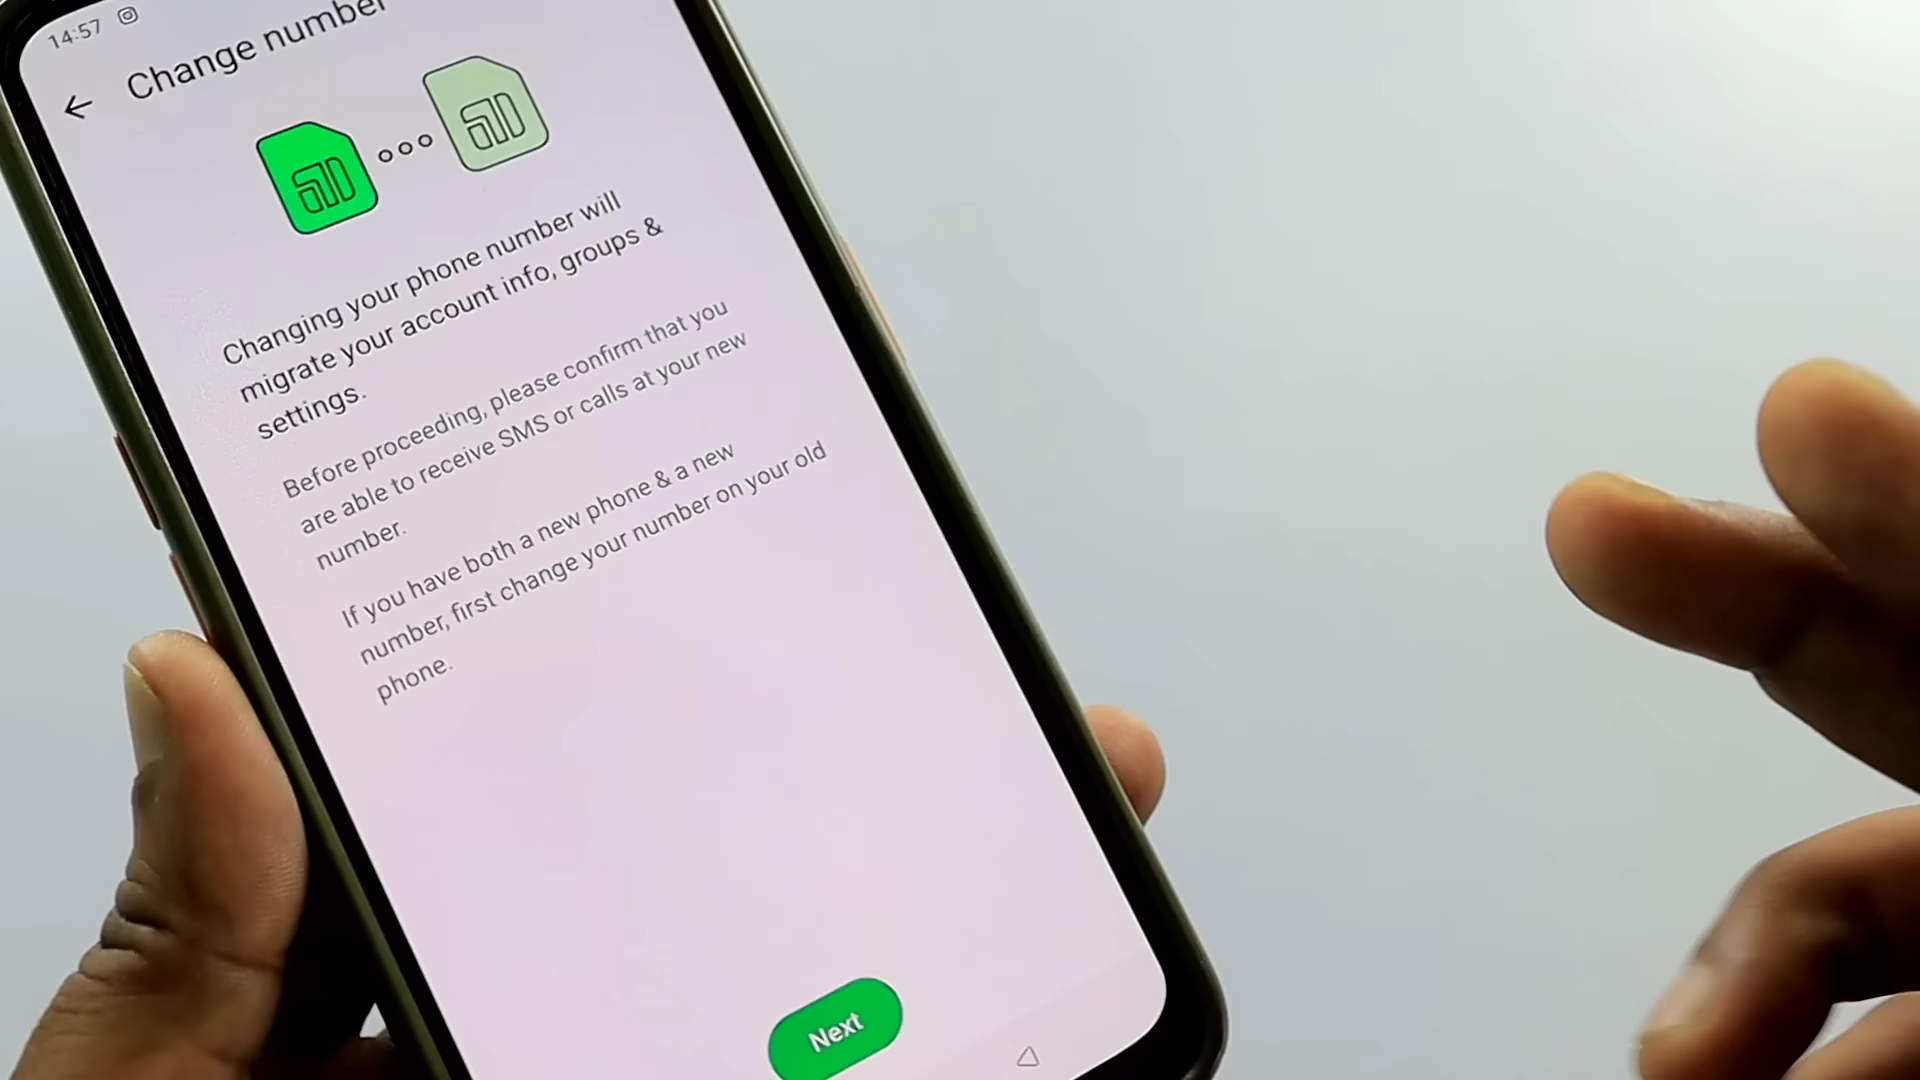 14:57
Change number
Changing your phone number will
migrate your account info, groups &
settings.
Before proceeding, please confirm that you
are able to receive SMS or calls at your new
number.
If you have both a new phone & a new
number, first change your number on your old
phone.
Next